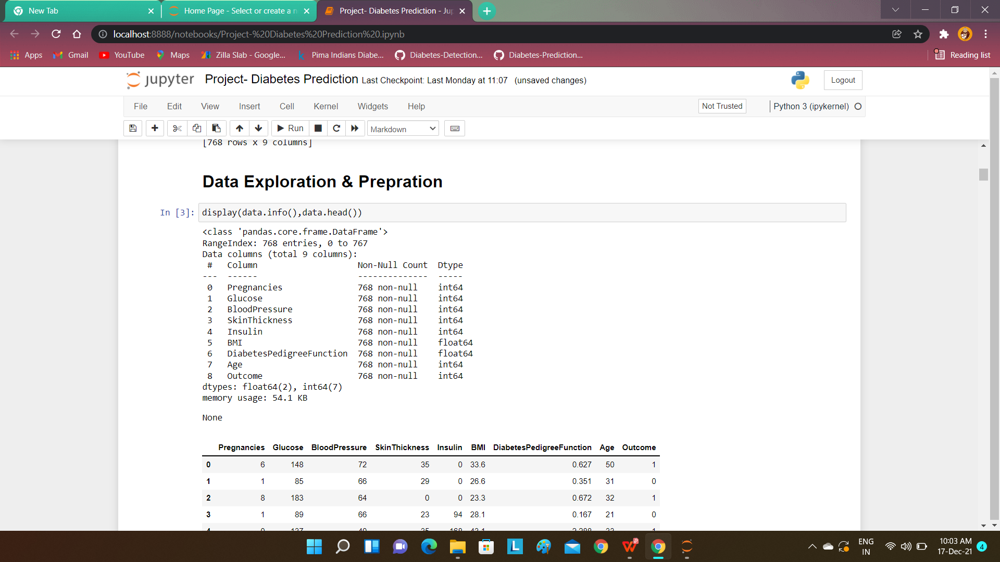 New Tab
Home Page - Select or create a n
Project- Diabetes Prediction - Jup
localhost:8888/notebooks/Project-%20Diabetes%20Prediction%20.ipynb
Apps Gmail YouTube Maps Zilla Slab - Google... Pima Indians Diabe... Diabetes-Detection... Diabetes-Prediction... Reading list
jupyter Project- Diabetes Prediction Last Checkpoint: Last Monday at 11:07 (unsaved changes) Logout
File Edit View Insert Cell Kernel Widgets Help Not Trusted Python 3 (ipykernel)
Run Markdown
[768 rows x 9 columns]
Data Exploration & Prepration
In [3]: display(data.info(),data.head())
<class 'pandas.core.frame.DataFrame'>
RangeIndex: 768 entries, 0 to 767
Data columns (total 9 columns):
# Column Non-Null Count Dtype
--- ------ -------------- -----
0 Pregnancies 768 non-null int64
1 Glucose 768 non-null int64
2 BloodPressure 768 non-null int64
3 SkinThickness 768 non-null int64
4 Insulin 768 non-null int64
5 BMI 768 non-null float64
6 DiabetesPedigreeFunction 768 non-null float64
7 Age 768 non-null int64
8 Outcome 768 non-null int64
dtypes: float64(2), int64(7)
memory usage: 54.1 KB
None
Pregnancies Glucose BloodPressure SkinThickness Insulin BMI DiabetesPedigreeFunction Age Outcome
0 6 148 72 35 0 33.6 0.627 50 1
1 1 85 66 29 0 26.6 0.351 31 0
2 8 183 64 0 0 23.3 0.672 32 1
3 1 89 66 23 94 28.1 0.167 21 0
4 0 137 40 35 168 43.1 2.288 33 1
ENG
IN
10:03 AM
17-Dec-21
4